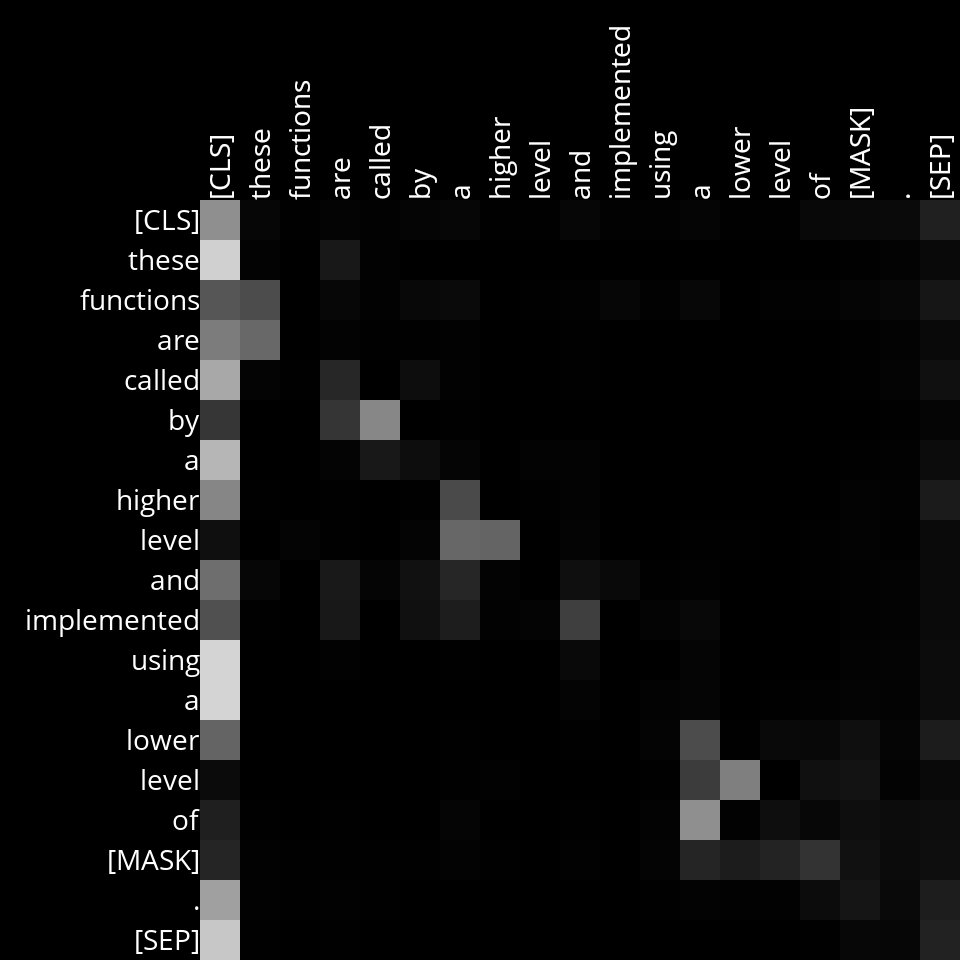 [CLS]
these
functions
are
called
by
a
higher
level
and
implemented
using
a
lower
level
of
[MASK]
.
[SEP]
[CLS]
these
functions
are
called
by
a
higher
level
and
implemented
using
a
lower
level
of
[MASK]
.
[SEP]